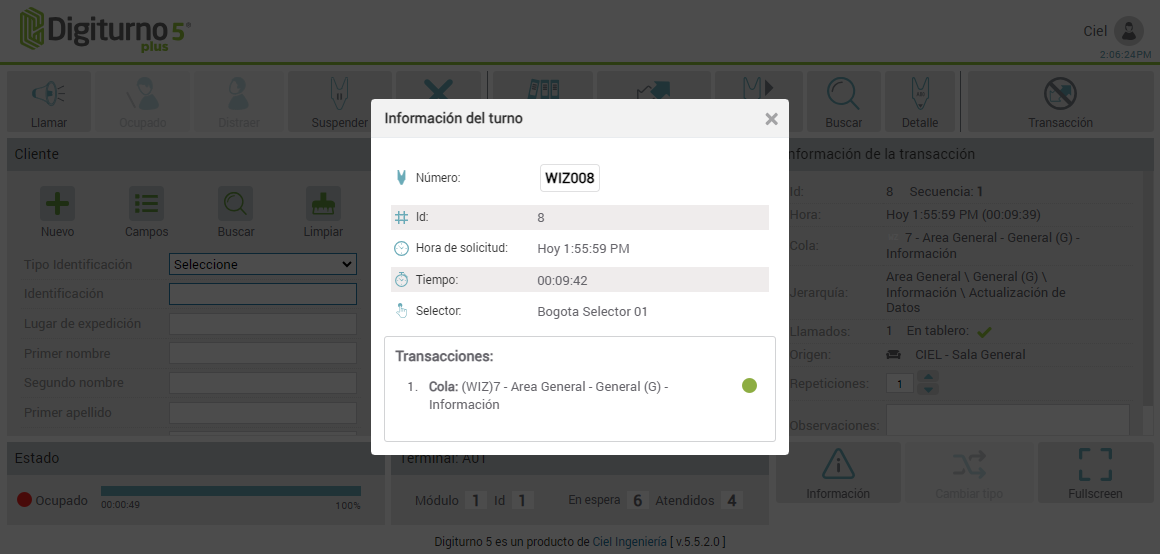 Digiturno 5®
plus
Ciel
2:06:24PM
Llamar
Ocupado
Distraer
Suspender
Buscar
Detalle
Transacción
Cliente
Nuevo
Campos
Buscar
Limpiar
Tipo Identificación Seleccione
Identificación
Lugar de expedición
Primer nombre
Segundo nombre
Primer apellido
Información del turno
Número: WIZ008
Id: 8
Hora de solicitud: Hoy 1:55:59 PM
Tiempo: 00:09:42
Selector: Bogota Selector 01
Transacciones:
1. Cola: (WIZ)7 - Area General - General (G) -
Información
nformación de la transacción
Id: 8 Secuencia: 1
Hora: Hoy 1:55:59 PM (00:09:39)
Cola: 7 - Area General - General (G) -
Información
Jerarquía: Area General \ General (G) \
Información \ Actualización de
Datos
Llamados: 1 En tablero:
Origen: CIEL - Sala General
Repeticiones: 1
Observaciones:
Estado
Ocupado
00:00:49 100%
Terminal: A01
Módulo 1 Id 1 En espera 6 Atendidos 4
Información
Cambiar tipo
Fullscreen
Digiturno 5 es un producto de Ciel Ingeniería [ v.5.5.2.0 ]